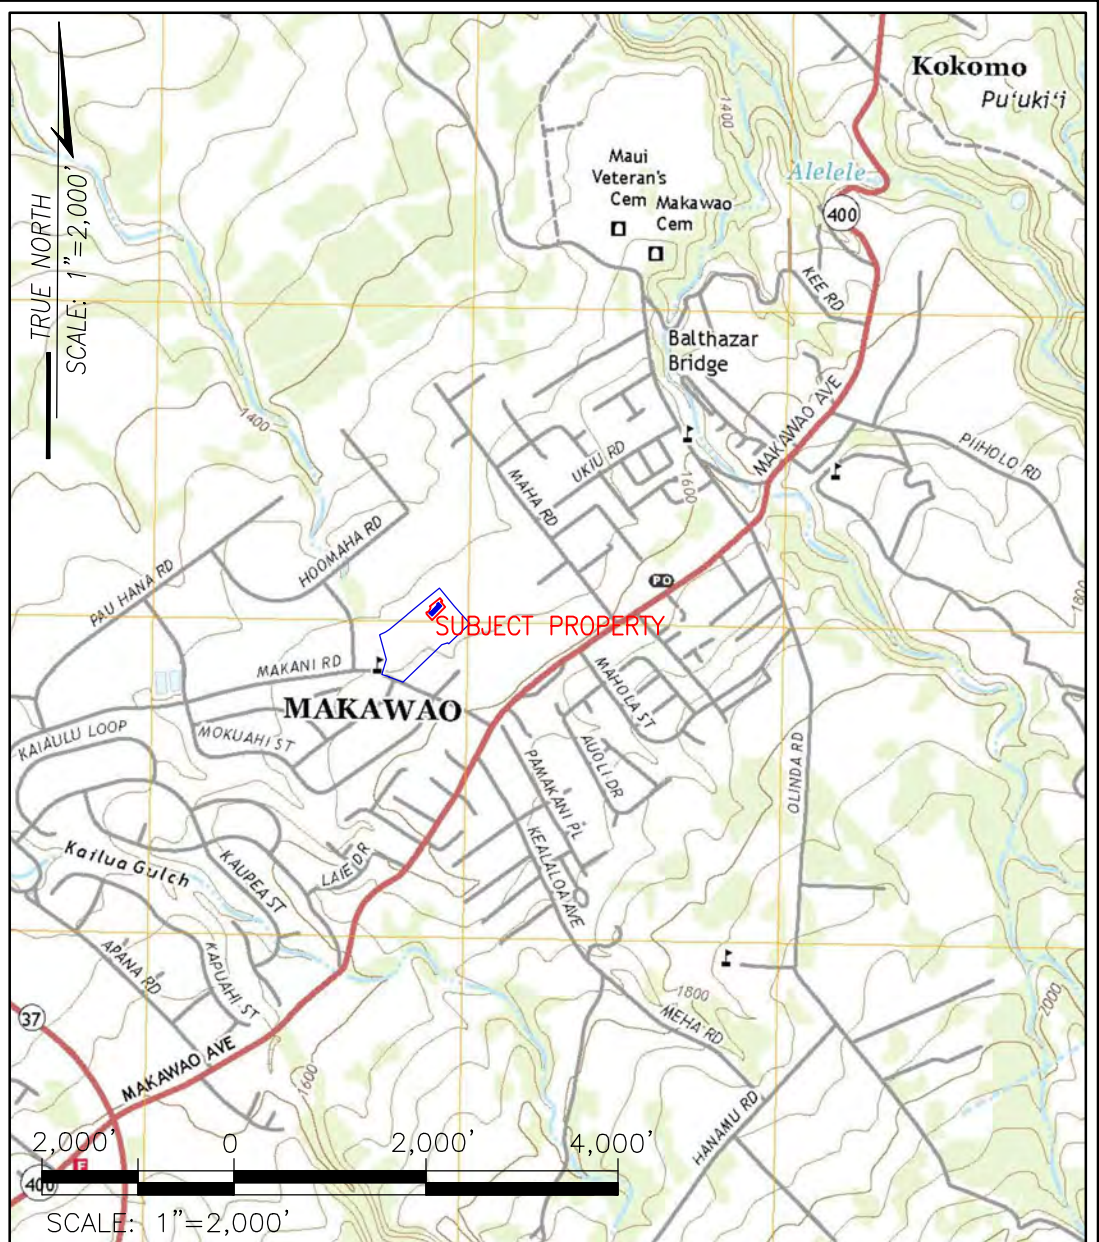 Kokomo
Pu'uki'i
1400
Maui
Veteran's
Cem
Makawao
Cem
Alelele
400
TRUE NORTH
SCALE: 1"=2,000'
KEE RD
Balthazar
Bridge
MAKAWAO AVE
1400
UKIU RD
PIIHOLO RD
MAHA RD
1600
HOOMAHA RD
PAU HANA RD
PO
1800
SUBJECT PROPERTY
MAKANI RD
MAHOLA ST
MAKAWAO
KAIAULU LOOP
MOKUAHI ST
AUOLI DR
PAMAKANI PL
OLINDA RD
Kailua Gulch
KAUPEA ST
LAIE DR
KEALALOA AVE
APANA RD
KAPUAHI ST
1800
2000
37
MEHA RD
MAKAWAO AVE
1600
HANAMU RD
2,000' 0 2,000' 4,000'
F
400
SCALE: 1"=2,000'